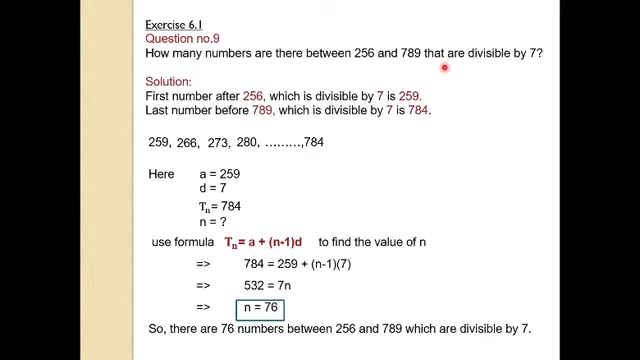 Exercise 6.1
Question no.9
How many numbers are there between 256 and 789 that are divisible by 7?
Solution:
First number after 256, which is divisible by 7 is 259.
Last number before 789, which is divisible by 7 is 784.
259, 266, 273, 280, ………,784
Here a = 259
d = 7
Tn= 784
n = ?
use formula Tn= a + (n-1)d to find the value of n
=> 784 = 259 + (n-1)(7)
=> 532 = 7n
=> n = 76
So, there are 76 numbers between 256 and 789 which are divisible by 7.